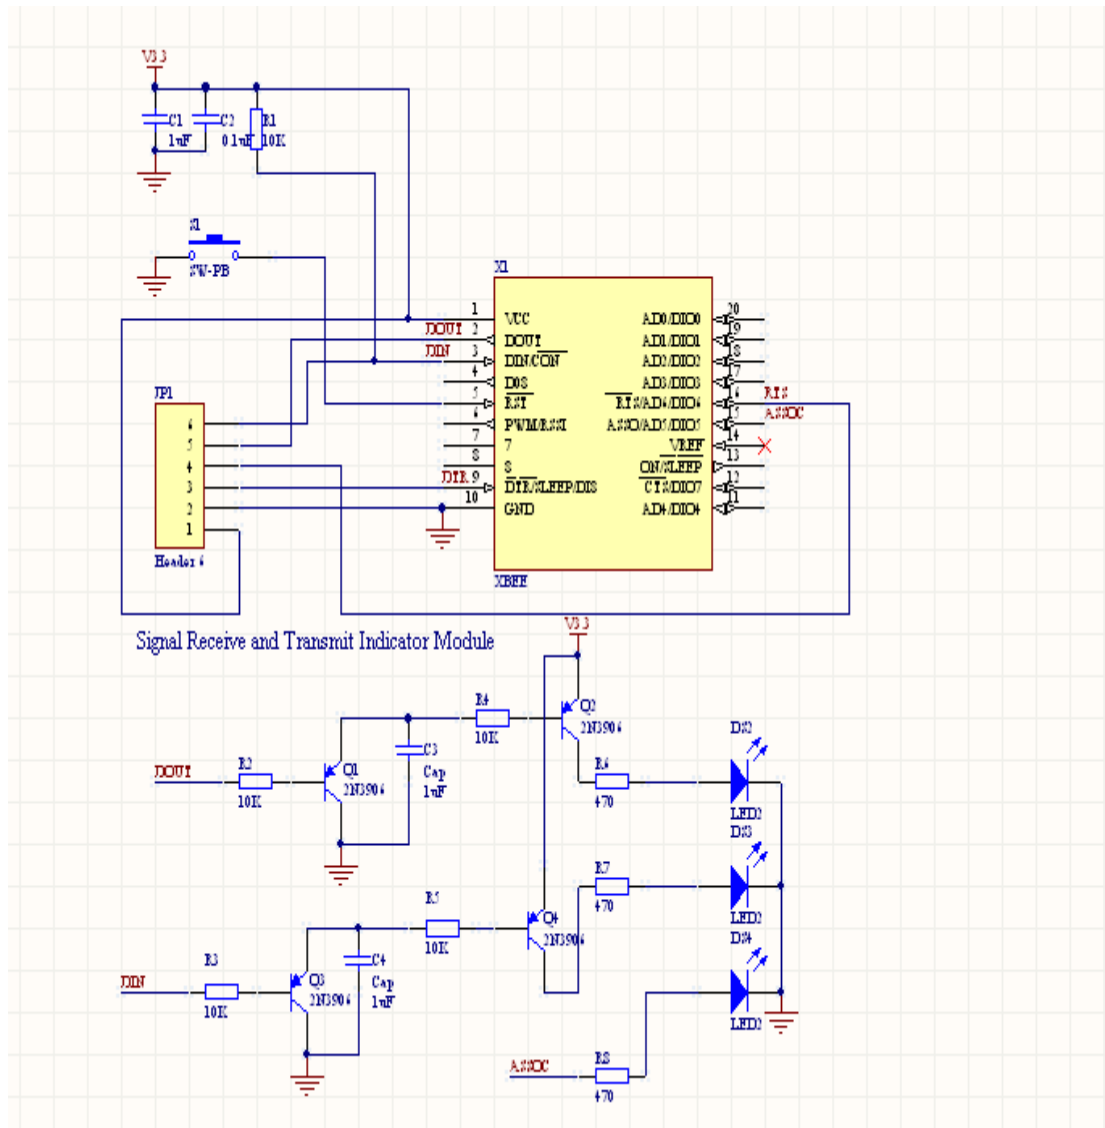 V3.3
C1
1uF
C2
0.1uF
R1
10K
S1
SW-PB
X1
1
VCC
DOUT
2
DOUT
DIN
3
DIN/CON
4
DO8
5
RST
6
PWM/RSSI
7
7
8
8
DTR
9
DTR/SLEEP/DI8
10
GND
AD0/DIO0
20
AD1/DIO1
19
AD2/DIO2
18
AD3/DIO3
17
RTS/AD6/DIO6
16
RTS
ASSO/AD5/DIO5
15
ASSOC
VREF
14
ON/SLEEP
13
CTS/DIO7
12
AD4/DIO4
11
XBEE
JP1
6
5
4
3
2
1
Header 6
Signal Receive and Transmit Indicator Module
V3.3
R4
10K
Q2
2N3906
DS2
C3
Cap
1uF
DOUT
R2
10K
Q1
2N3906
R6
470
LED2
DS3
R7
470
LED2
R5
10K
Q4
2N3906
DS4
C4
Cap
1uF
DIN
R3
10K
Q3
2N3906
LED2
ASSOC
R8
470